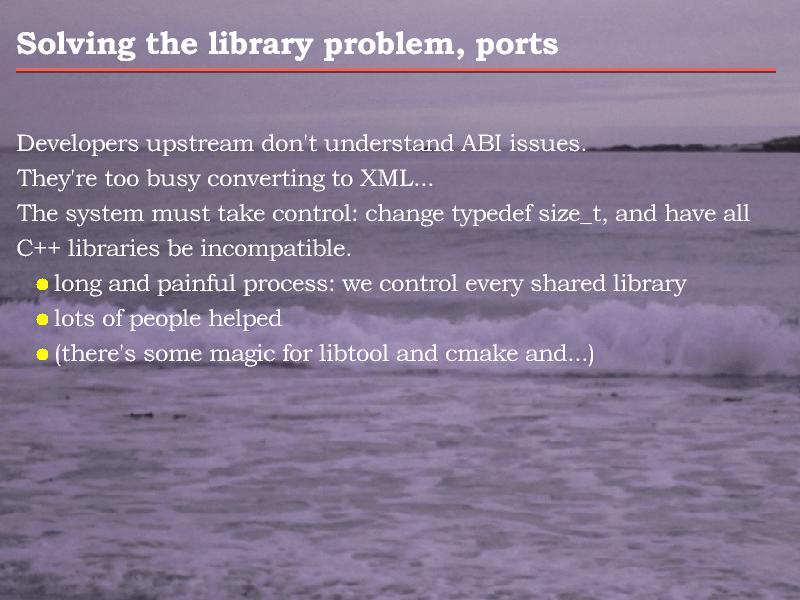 Solving the library problem, ports
Developers upstream don't understand ABI issues.
They're too busy converting to XML...
The system must take control: change typedef size_t, and have all
C++ libraries be incompatible.
long and painful process: we control every shared library
lots of people helped
(there's some magic for libtool and cmake and...)